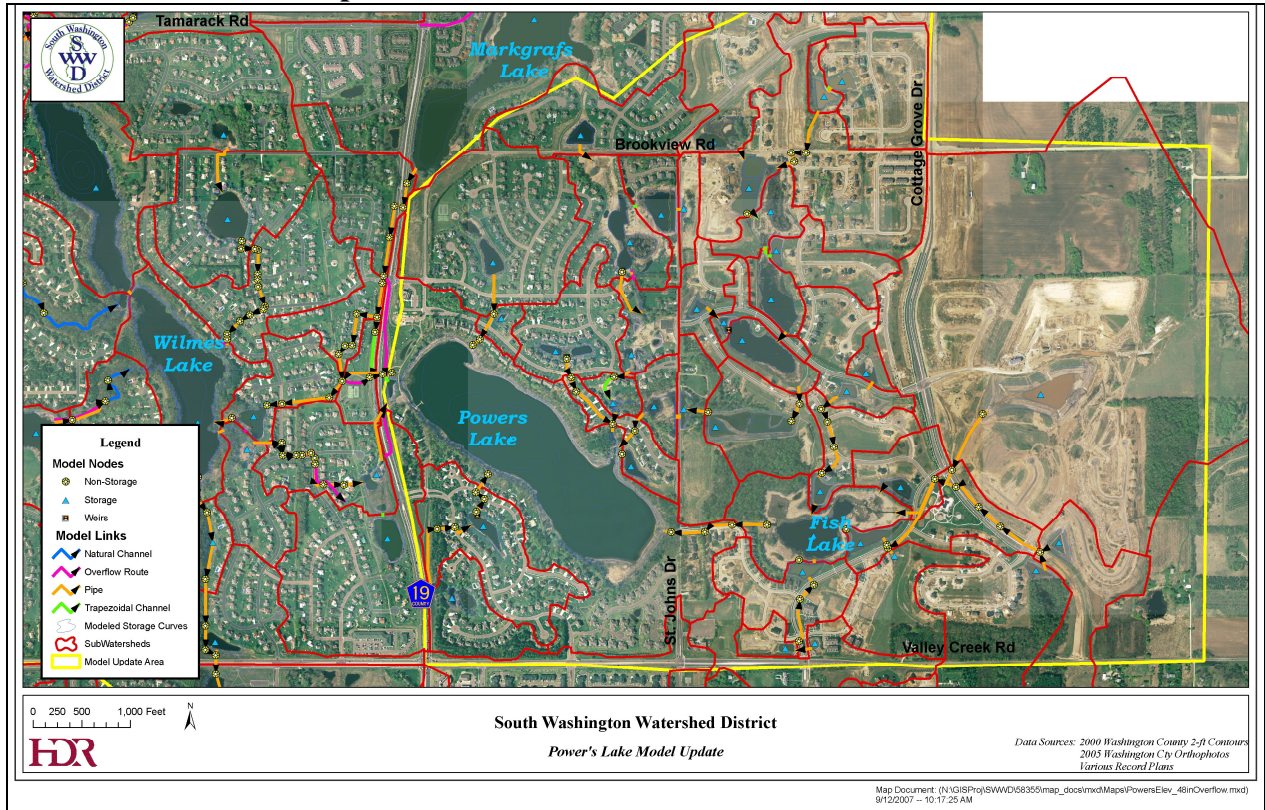 Tamarack Rd
South Washington
SWWD
Watershed District
Markgrafs
Lake
Brookview Rd
Cottage Grove Dr
Wilmes
Lake
Powers
Lake
Fish
Lake
St. Johns Dr
19
COUNTY
Valley Creek Rd
Legend
Model Nodes
Non-Storage
Storage
Weirs
Model Links
Natural Channel
Overflow Route
Pipe
Trapezoidal Channel
Modeled Storage Curves
SubWatersheds
Model Update Area
0 250 500 1,000 Feet
N
HDR
South Washington Watershed District
Power's Lake Model Update
Data Sources: 2000 Washington County 2-ft Contours
2005 Washington Cty Orthophotos
Various Record Plans
Map Document: (N:\GISProj\SWWD\58355\map_docs\mxd\Maps\PowersElev_48inOverflow.mxd)
9/12/2007 -- 10:17:25 AM